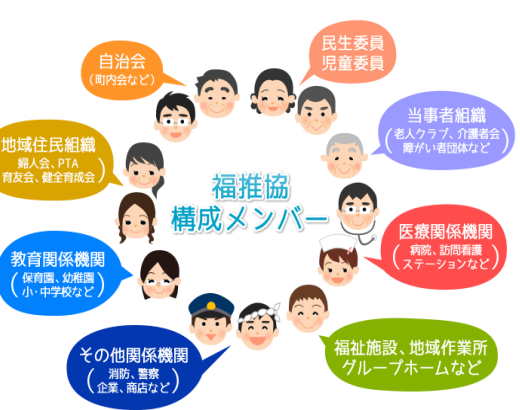 自治会
(町内会など)
民生委員
児童委員
当事者組織
(老人クラブ、介護者会
障がい者団体など)
地域住民組織
(婦人会、PTA
育友会、健全育成会)
福推協
構成メンバー
医療関係機関
(病院、訪問看護
ステーションなど)
教育関係機関
(保育園、幼稚園
小・中学校など)
その他関係機関
(消防、警察
企業、商店など)
福祉施設、地域作業所
グループホームなど